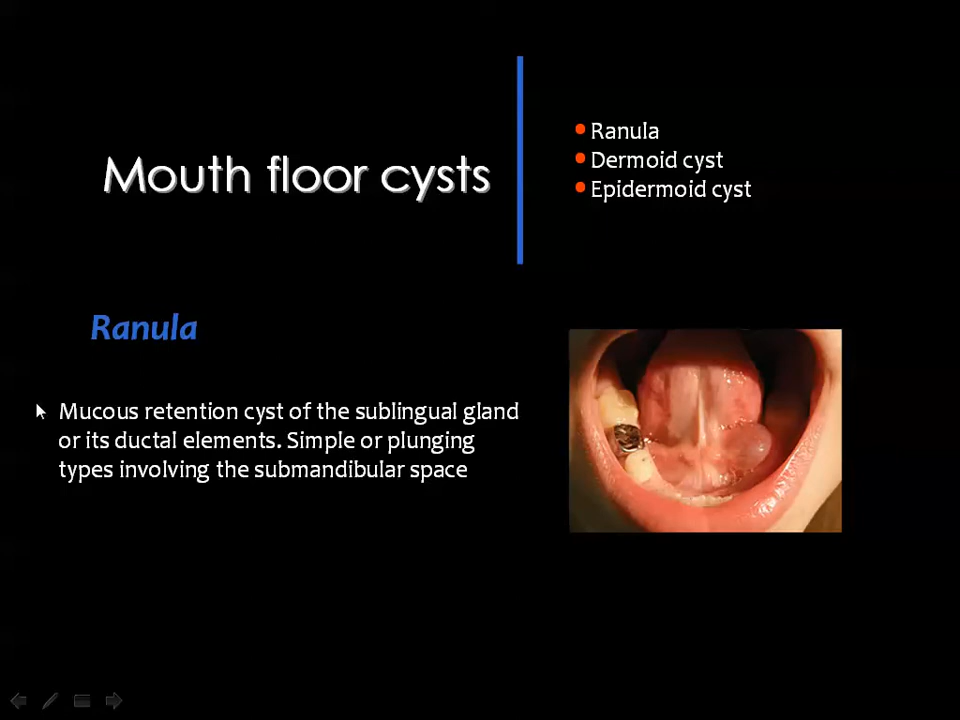 Mouth floor cysts
Ranula
Dermoid cyst
Epidermoid cyst
Ranula
Mucous retention cyst of the sublingual gland
or its ductal elements. Simple or plunging
types involving the submandibular space